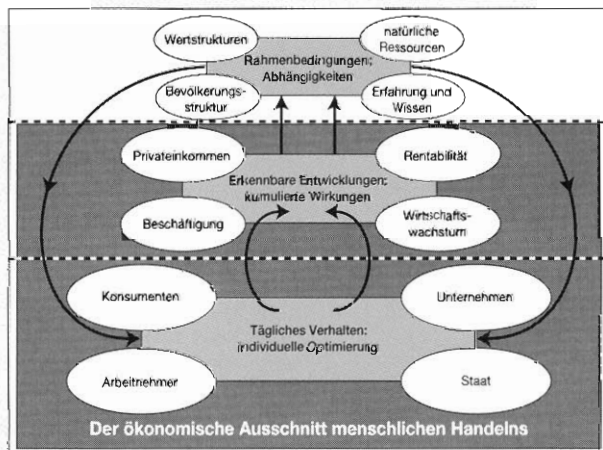 Wertstrukturen
natürliche
Ressourcen
Rahmenbedingungen;
Abhängigkeiten
Bevölkerungs-
struktur
Erfahrung und
Wissen
Privateinkommen
Rentabilität
Erkennbare Entwicklungen:
kumulierte Wirkungen
Beschäftigung
Wirtschafts-
wachstum
Konsumenten
Unternehmen
Tägliches Verhalten:
individuelle Optimierung
Arbeitnehmer
Staat
Der ökonomische Ausschnitt menschlichen Handelns